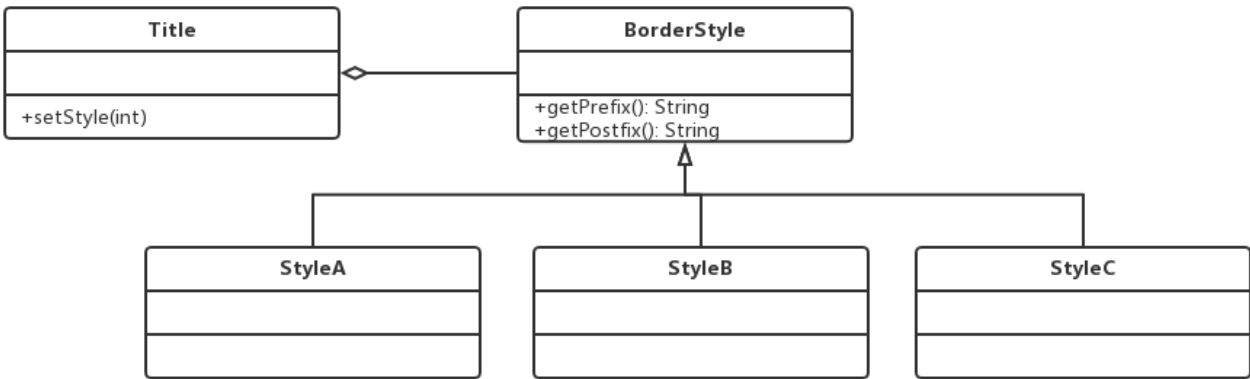 Title
BorderStyle
+setStyle(int)
+getPrefix(): String
+getPostfix(): String
StyleA
StyleB
StyleC